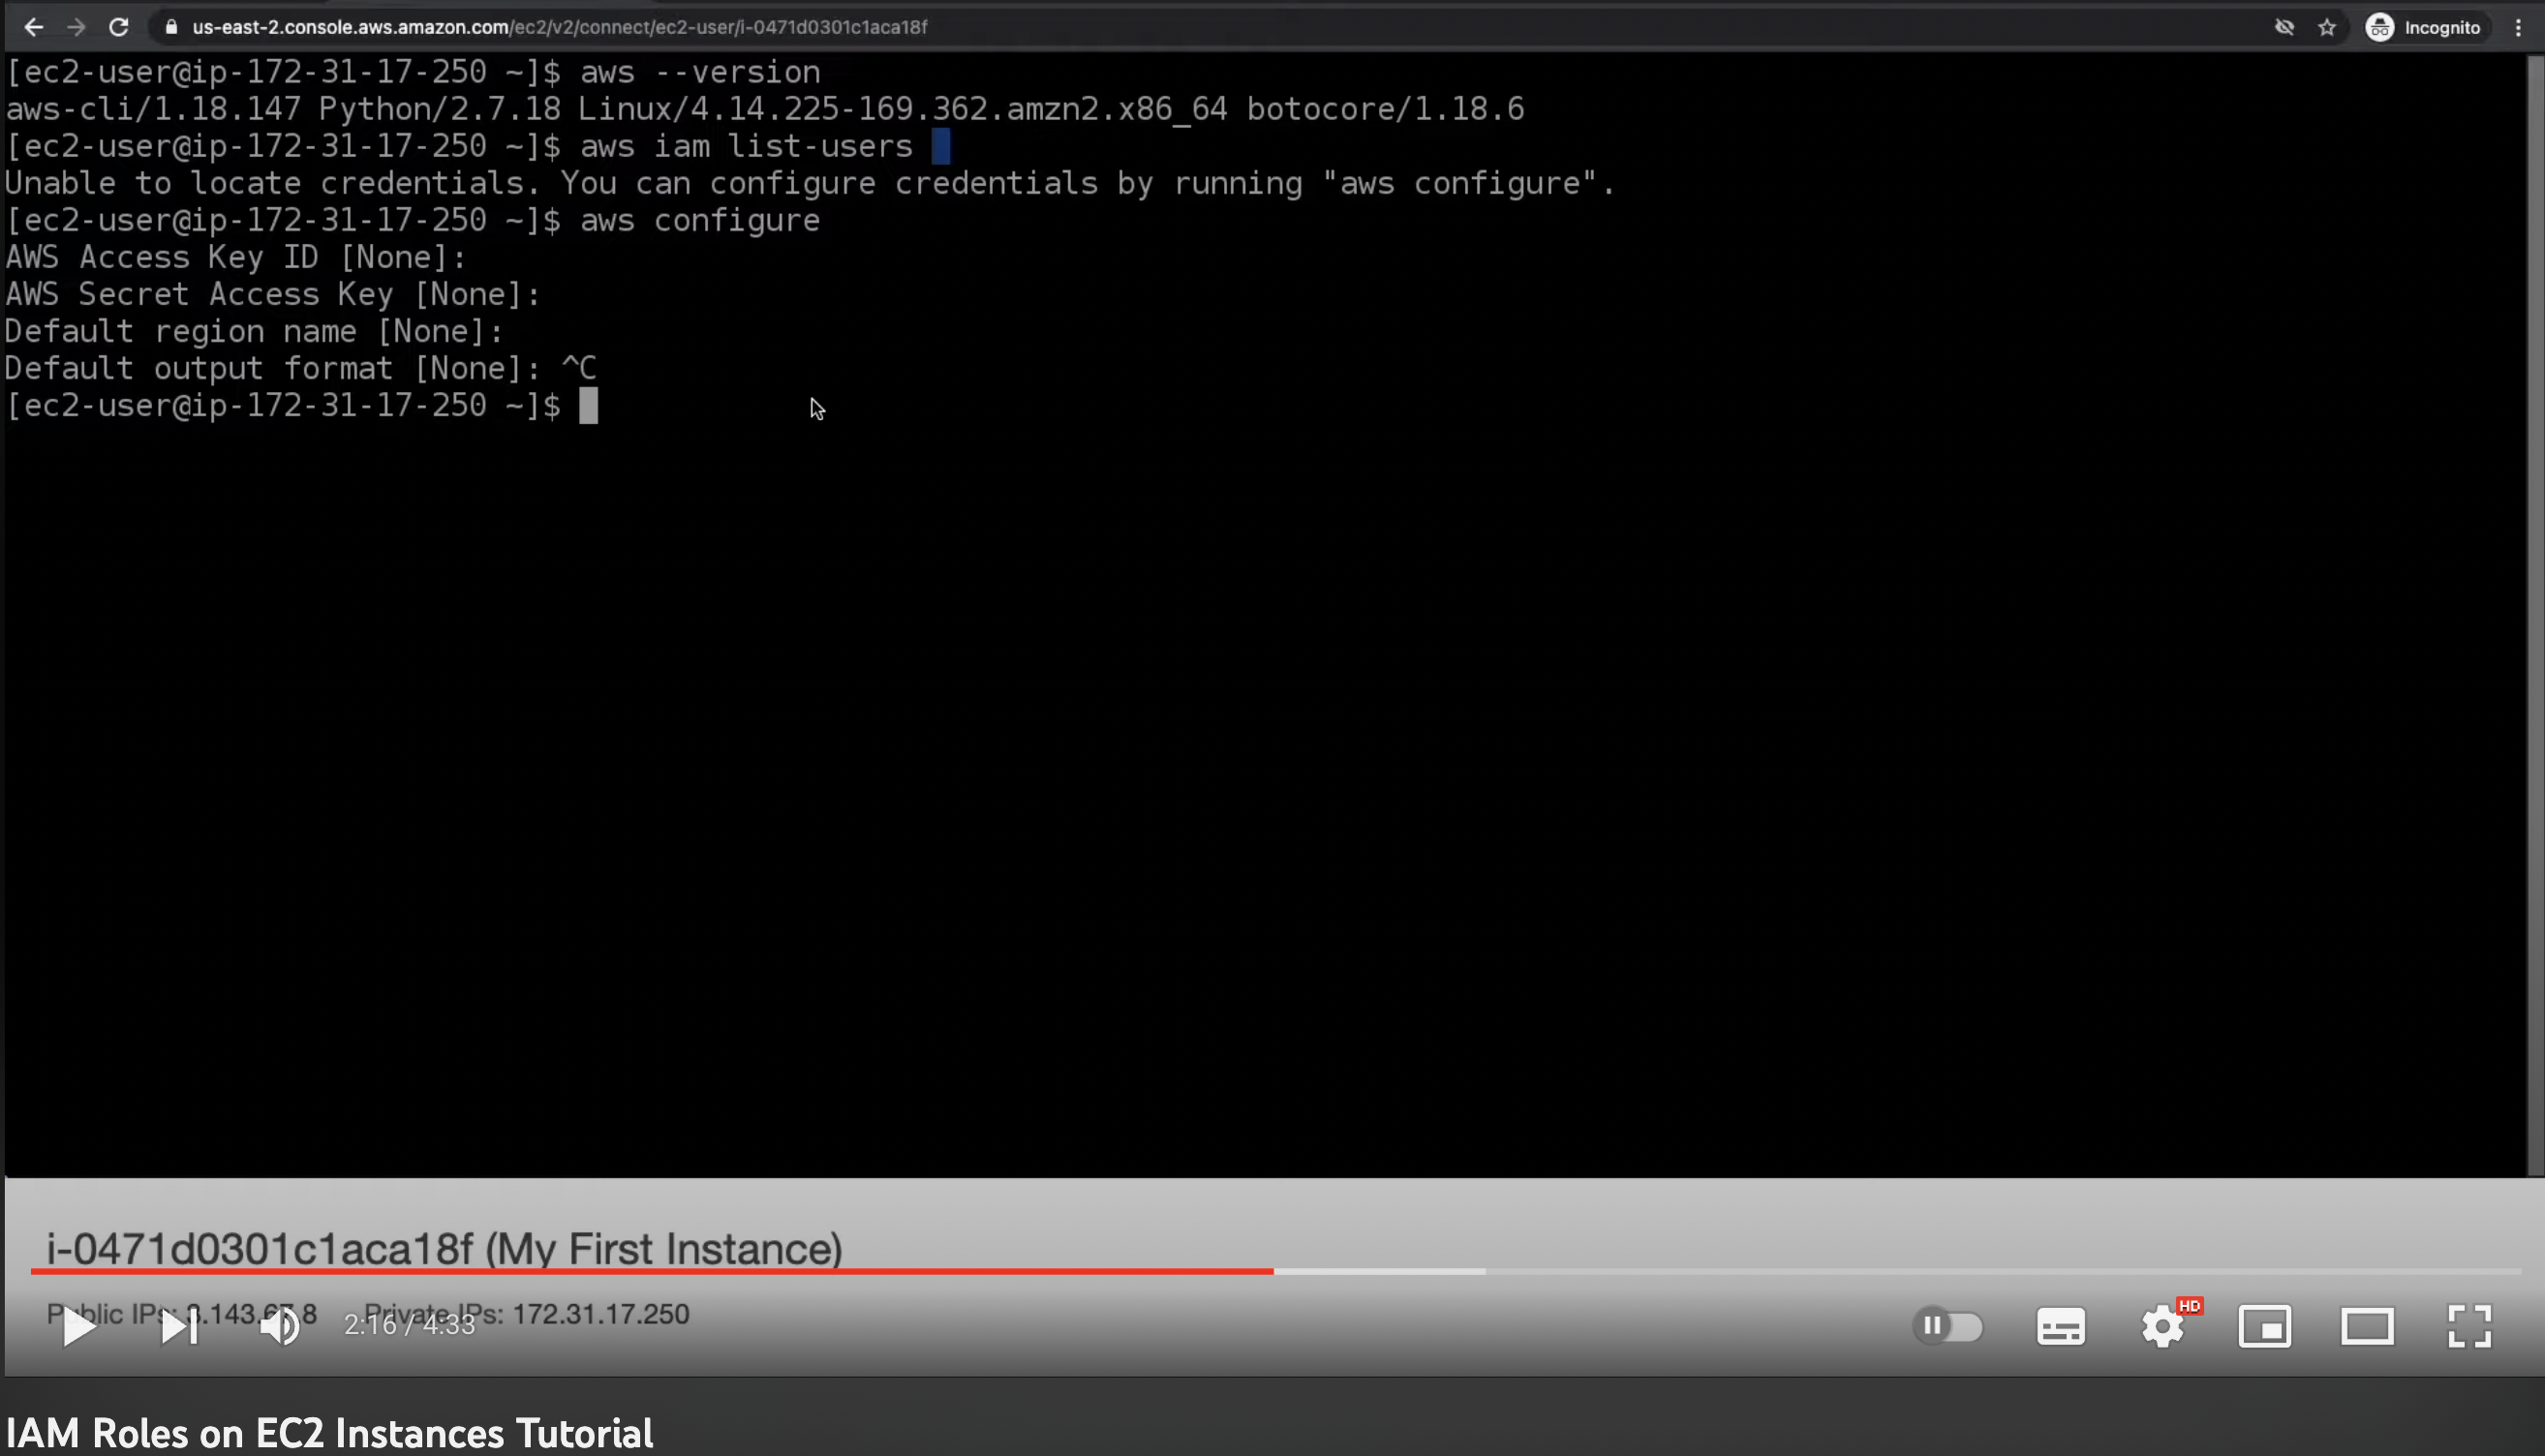 us-east-2.console.aws.amazon.com/ec2/v2/connect/ec2-user/i-0471d0301c1aca18f
Incognito
[ec2-user@ip-172-31-17-250 ~]$ aws --version
aws-cli/1.18.147 Python/2.7.18 Linux/4.14.225-169.362.amzn2.x86_64 botocore/1.18.6
[ec2-user@ip-172-31-17-250 ~]$ aws iam list-users
Unable to locate credentials. You can configure credentials by running "aws configure".
[ec2-user@ip-172-31-17-250 ~]$ aws configure
AWS Access Key ID [None]:
AWS Secret Access Key [None]:
Default region name [None]:
Default output format [None]: ^C
[ec2-user@ip-172-31-17-250 ~]$
i-0471d0301c1aca18f (My First Instance)
Public IPs: Private IPs: 172.31.17.250
2:16 / 4:33
HD
IAM Roles on EC2 Instances Tutorial